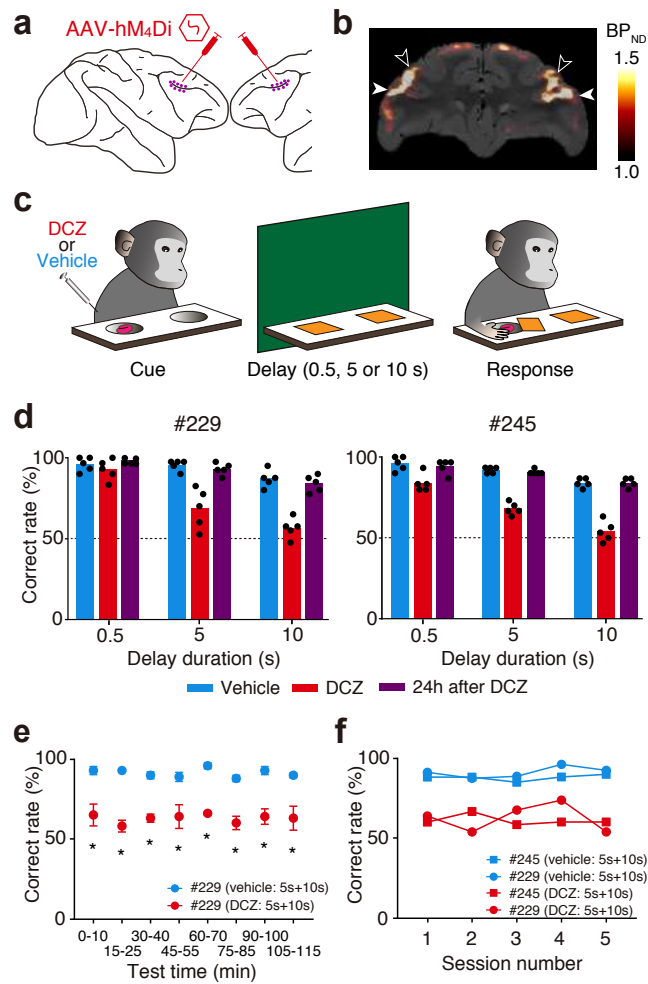 a
AAV-hM4Di
b
BPND
1.5
1.0
c
DCZ
or
Vehicle
Cue
Delay (0.5, 5 or 10 s)
Response
d
#229
#245
Correct rate (%)
100
50
0
0.5
5
10
Delay duration (s)
100
50
0
0.5
5
10
Delay duration (s)
Vehicle
DCZ
24h after DCZ
e
Correct rate (%)
100
50
0
* * * * * * * *
#229 (vehicle: 5s+10s)
#229 (DCZ: 5s+10s)
0-10 30-40 60-70 90-100
15-25 45-55 75-85 105-115
Test time (min)
f
Correct rate (%)
100
50
0
#245 (vehicle: 5s+10s)
#229 (vehicle: 5s+10s)
#245 (DCZ: 5s+10s)
#229 (DCZ: 5s+10s)
1 2 3 4 5
Session number